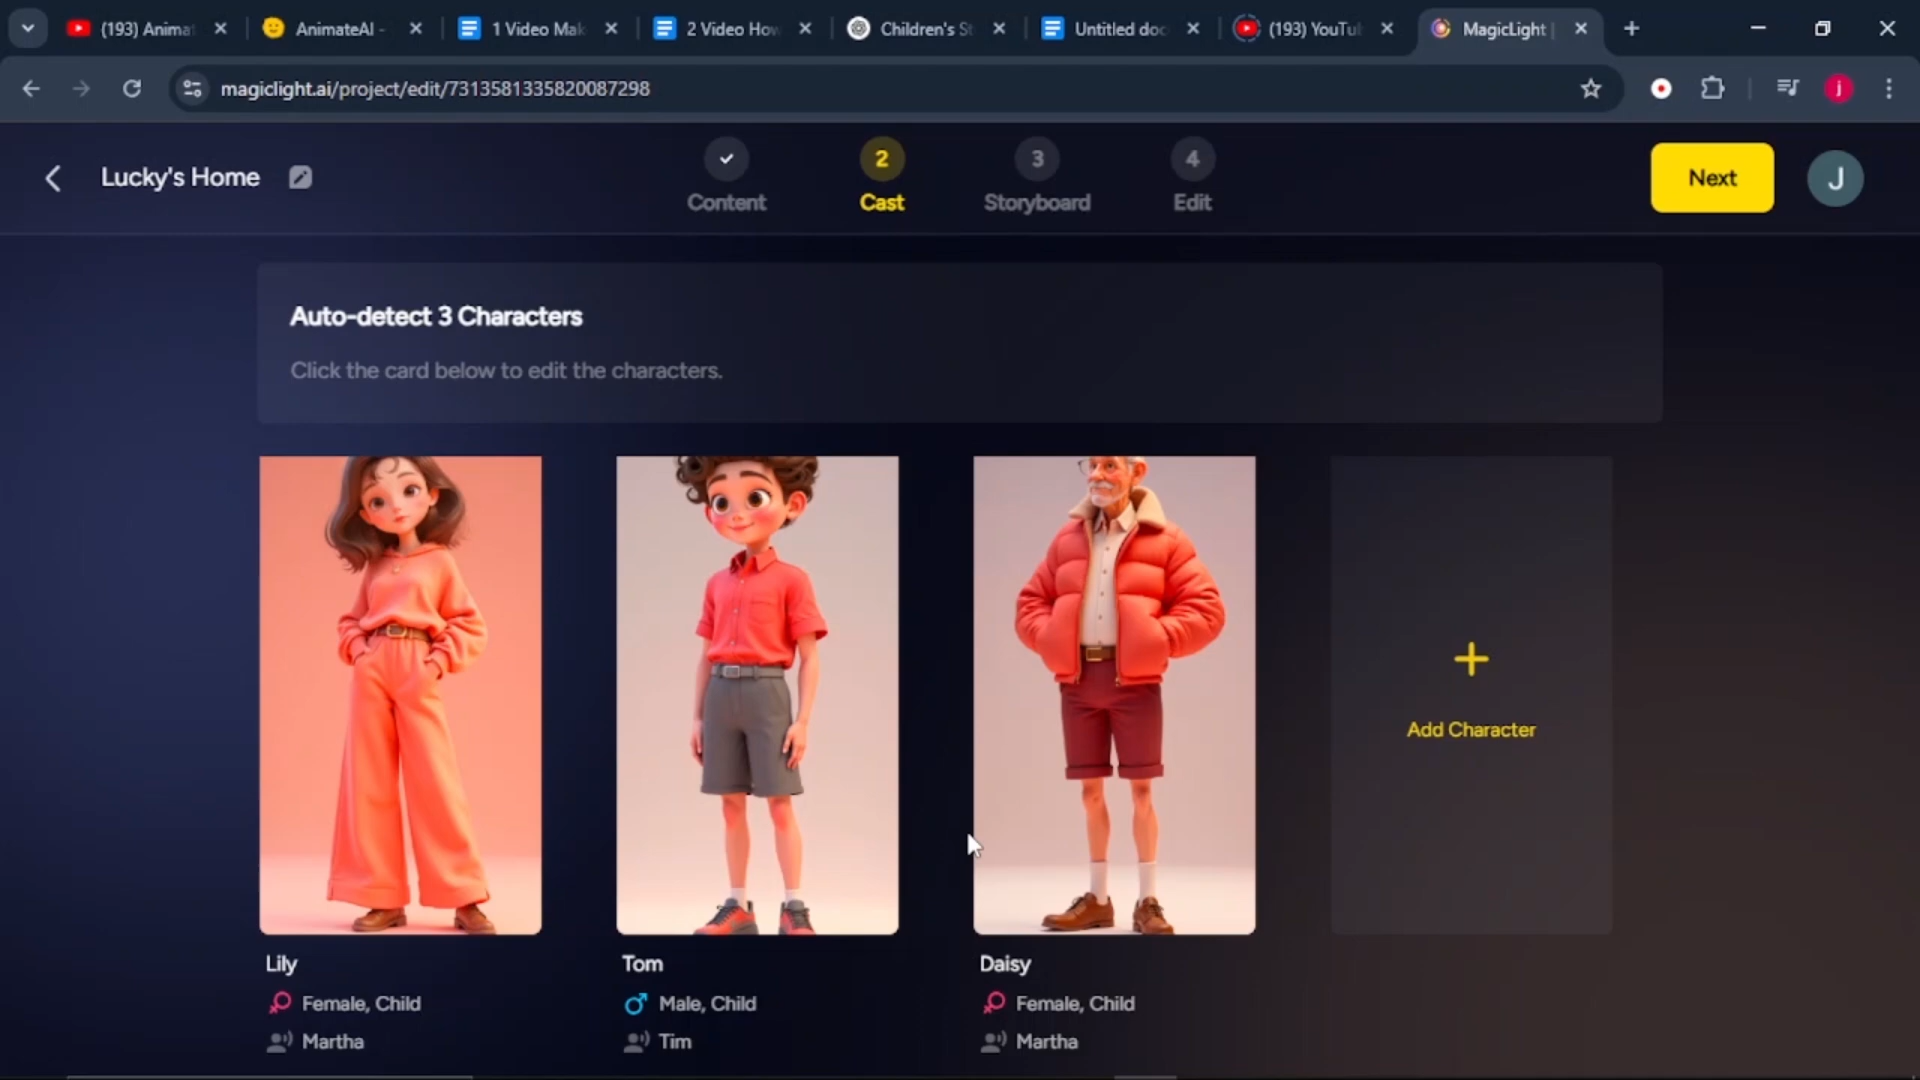 (193) Anima
AnimateAI -
1 Video Mak
2 Video How
Children's St
Untitled doc
(193) YouTu
MagicLight |
magiclight.ai/project/edit/7313581335820087298
j
Lucky's Home
Content
2
Cast
3
Storyboard
4
Edit
Next
J
Auto-detect 3 Characters
Click the card below to edit the characters.
Add Character
Lily
Female, Child
Martha
Tom
Male, Child
Tim
Daisy
Female, Child
Martha